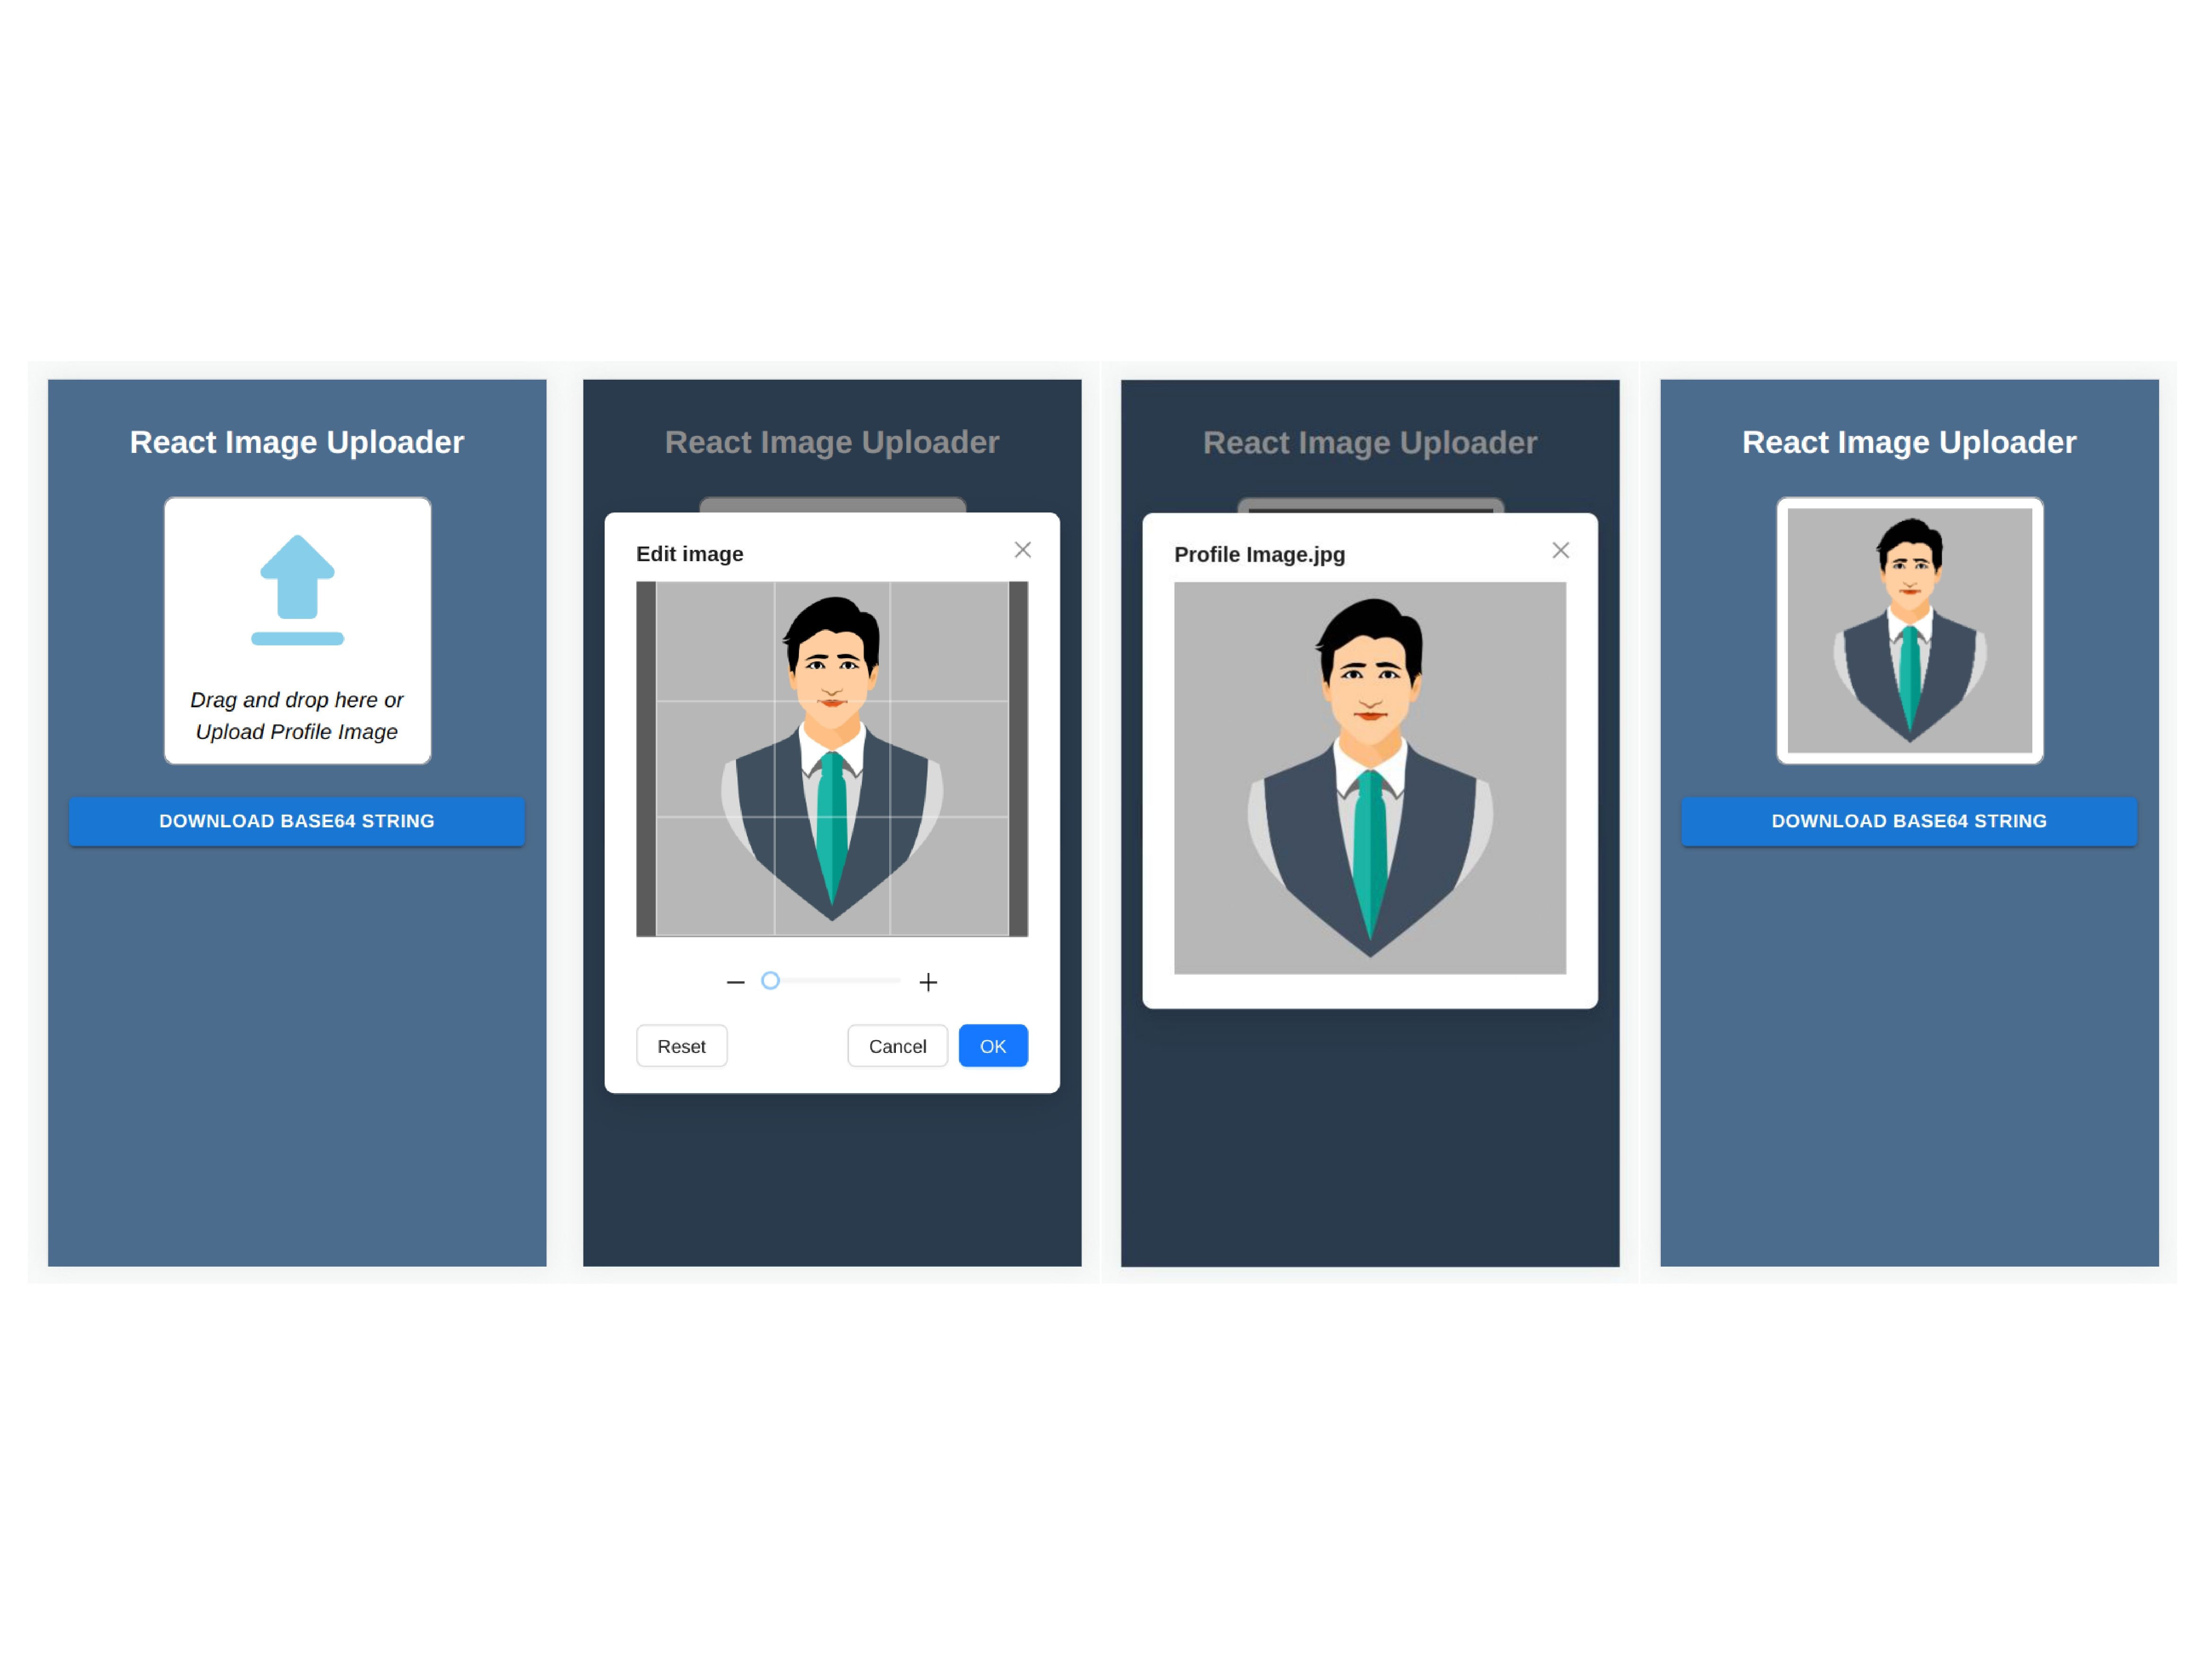 React Image Uploader
Drag and drop here or
Upload Profile Image
DOWNLOAD BASE64 STRING
React Image Uploader
Edit image
Reset
Cancel
OK
React Image Uploader
Profile Image.jpg
React Image Uploader
DOWNLOAD BASE64 STRING